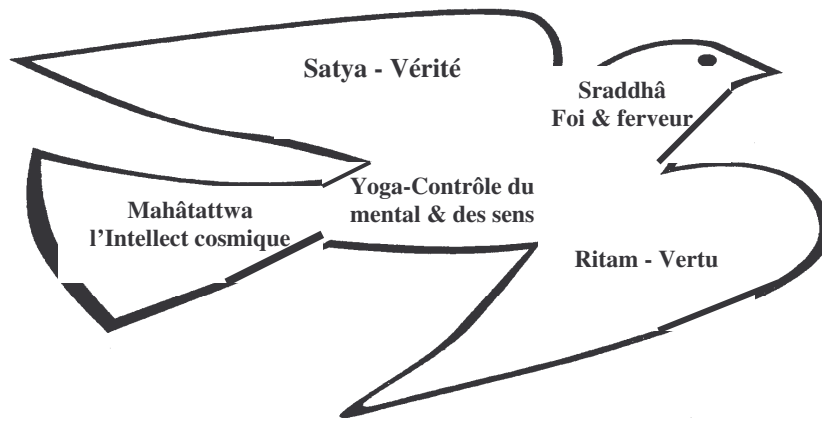 Satya - Vérité
Sraddhâ
Foi & ferveur
Yoga-Contrôle du
mental & des sens
Mahâtattwa
l’Intellect cosmique
Ritam - Vertu